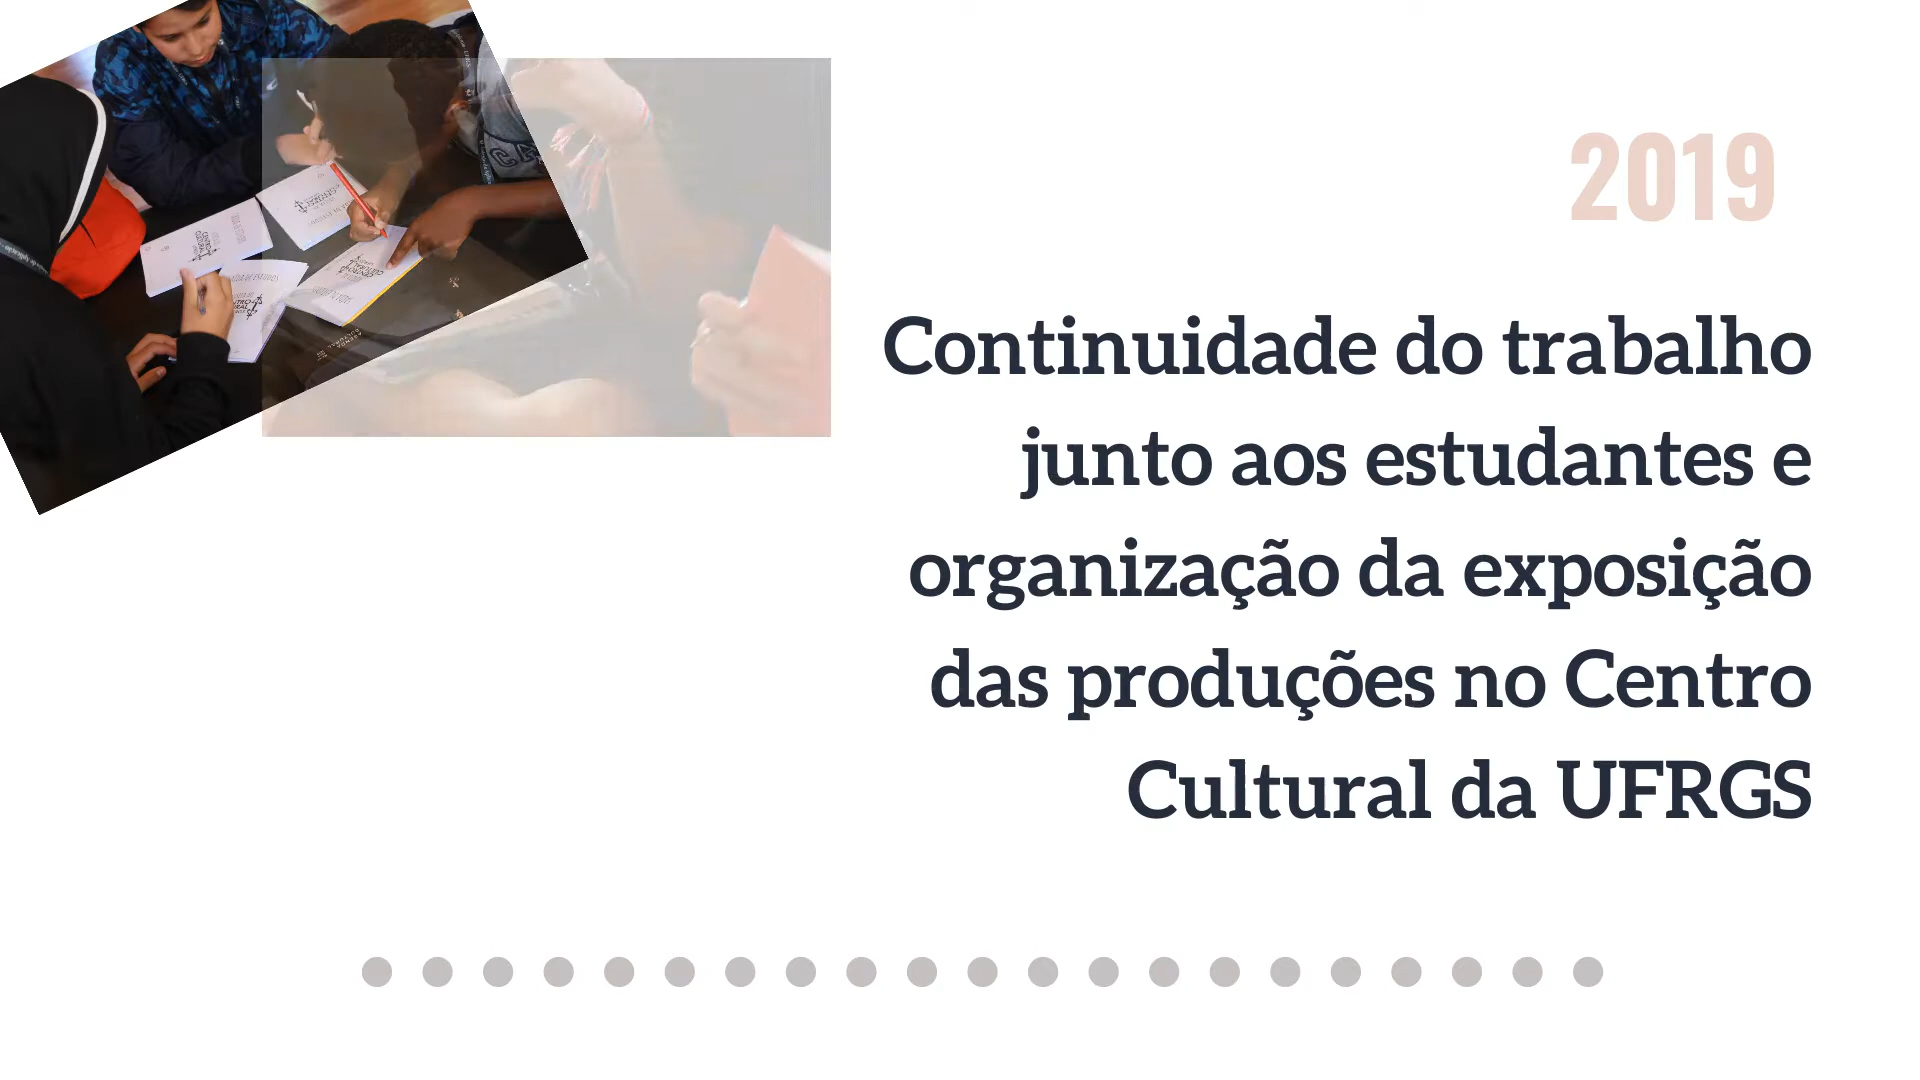 2019
Continuidade do trabalho
junto aos estudantes e
organização da exposição
das produções no Centro
Cultural da UFRGS